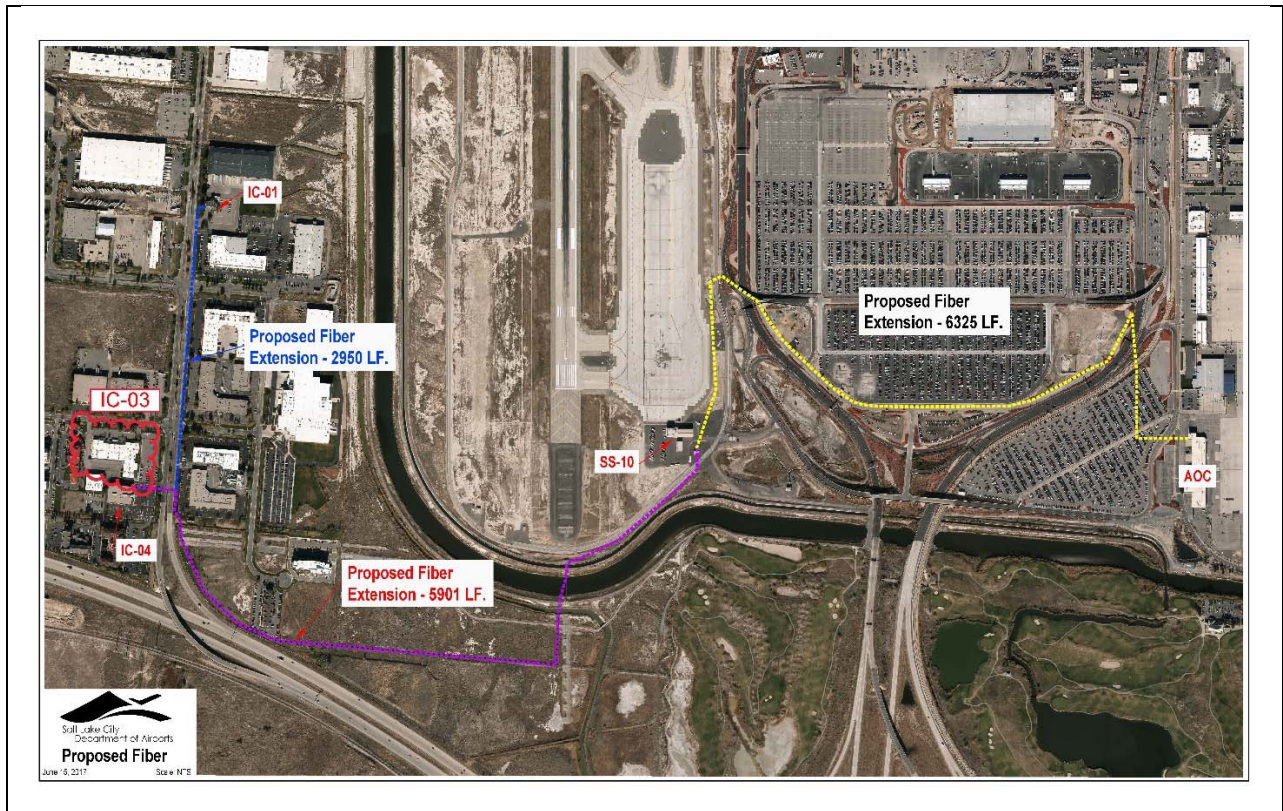 IC-01
Proposed Fiber
Extension - 6325 LF.
Proposed Fiber
Extension - 2950 LF.
IC-03
SS-10
AOC
IC-04
Proposed Fiber
Extension - 5901 LF.
Salt Lake City
Department of Airports
Proposed Fiber
June 15, 2017
Scale: NTS